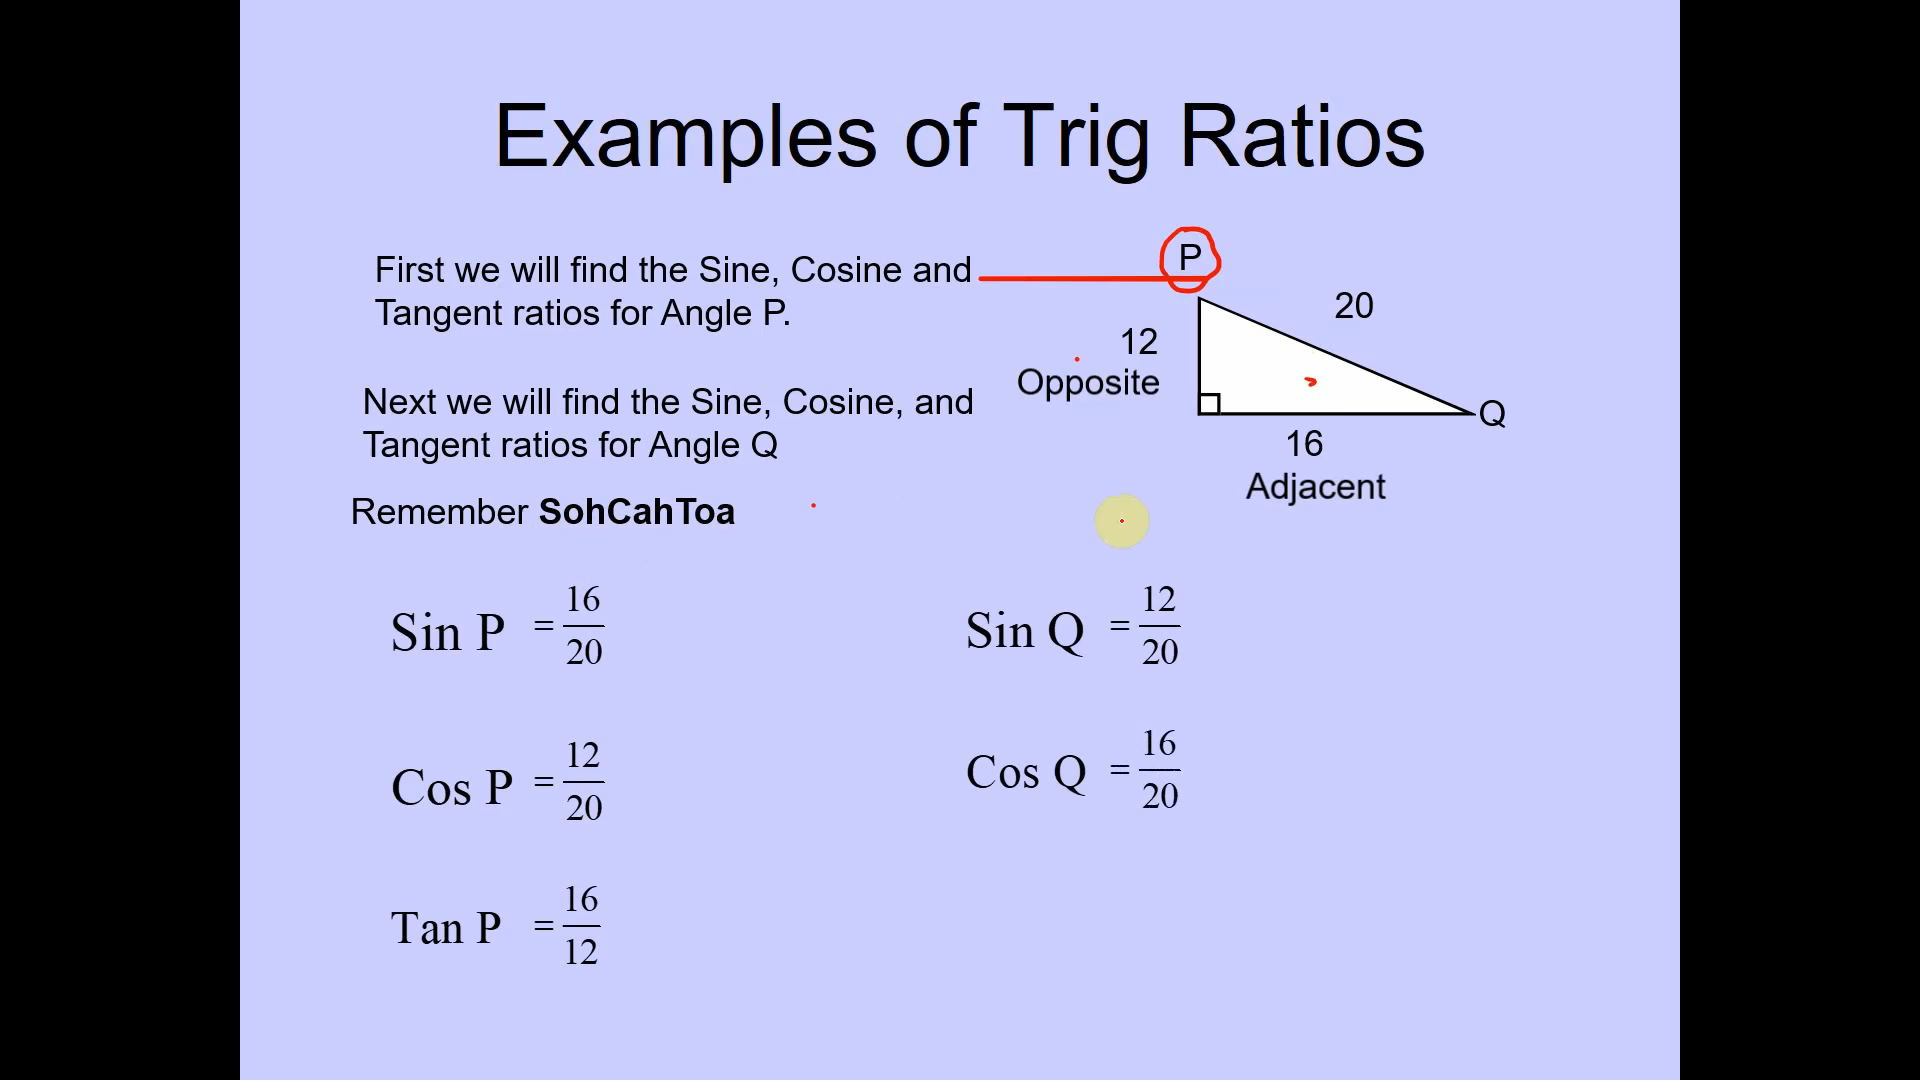 Examples of Trig Ratios
First we will find the Sine, Cosine and
Tangent ratios for Angle P.
Next we will find the Sine, Cosine, and
Tangent ratios for Angle Q
Remember SohCahToa
P
20
12
Opposite
Q
16
Adjacent
Sin P = 16/20
Sin Q = 12/20
Cos P = 12/20
Cos Q = 16/20
Tan P = 16/12